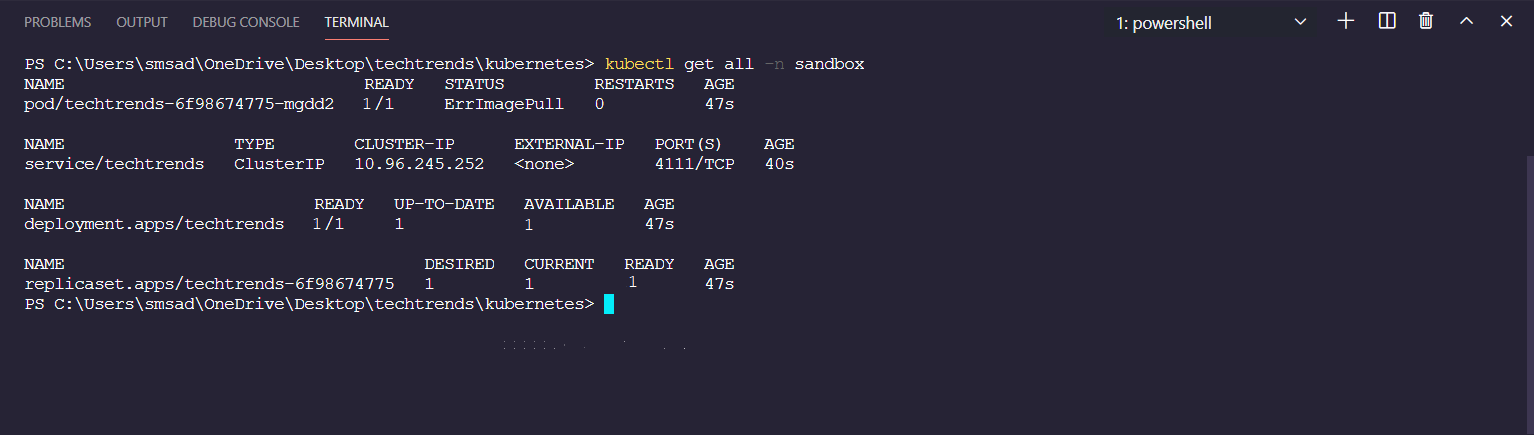 PROBLEMS OUTPUT DEBUG CONSOLE TERMINAL 1: powershell
PS C:\Users\smsad\OneDrive\Desktop\techtrends\kubernetes> kubectl get all -n sandbox
NAME READY STATUS RESTARTS AGE
pod/techtrends-6f98674775-mgdd2 1/1 ErrImagePull 0 47s
NAME TYPE CLUSTER-IP EXTERNAL-IP PORT(S) AGE
service/techtrends ClusterIP 10.96.245.252 <none> 4111/TCP 40s
NAME READY UP-TO-DATE AVAILABLE AGE
deployment.apps/techtrends 1/1 1 1 47s
NAME DESIRED CURRENT READY AGE
replicaset.apps/techtrends-6f98674775 1 1 1 47s
PS C:\Users\smsad\OneDrive\Desktop\techtrends\kubernetes>